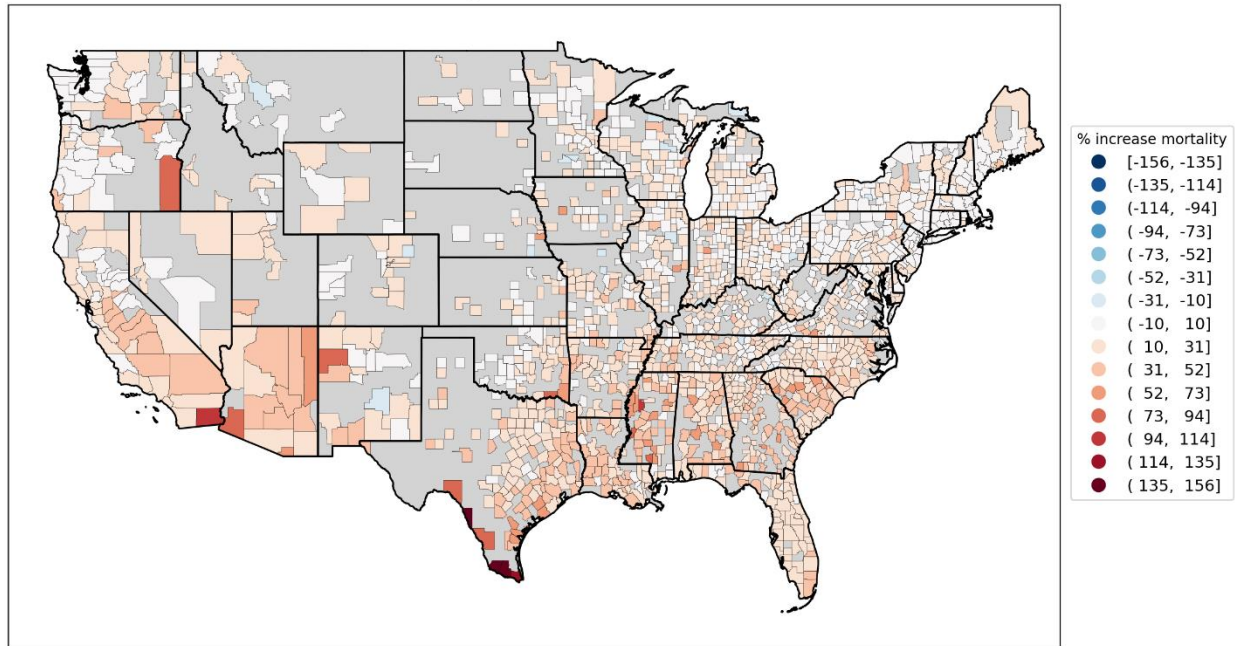 % increase mortality
[-156, -135]
(-135, -114]
(-114, -94]
( -94, -73]
( -73, -52]
( -52, -31]
( -31, -10]
( -10, 10]
( 10, 31]
( 31, 52]
( 52, 73]
( 73, 94]
( 94, 114]
( 114, 135]
( 135, 156]